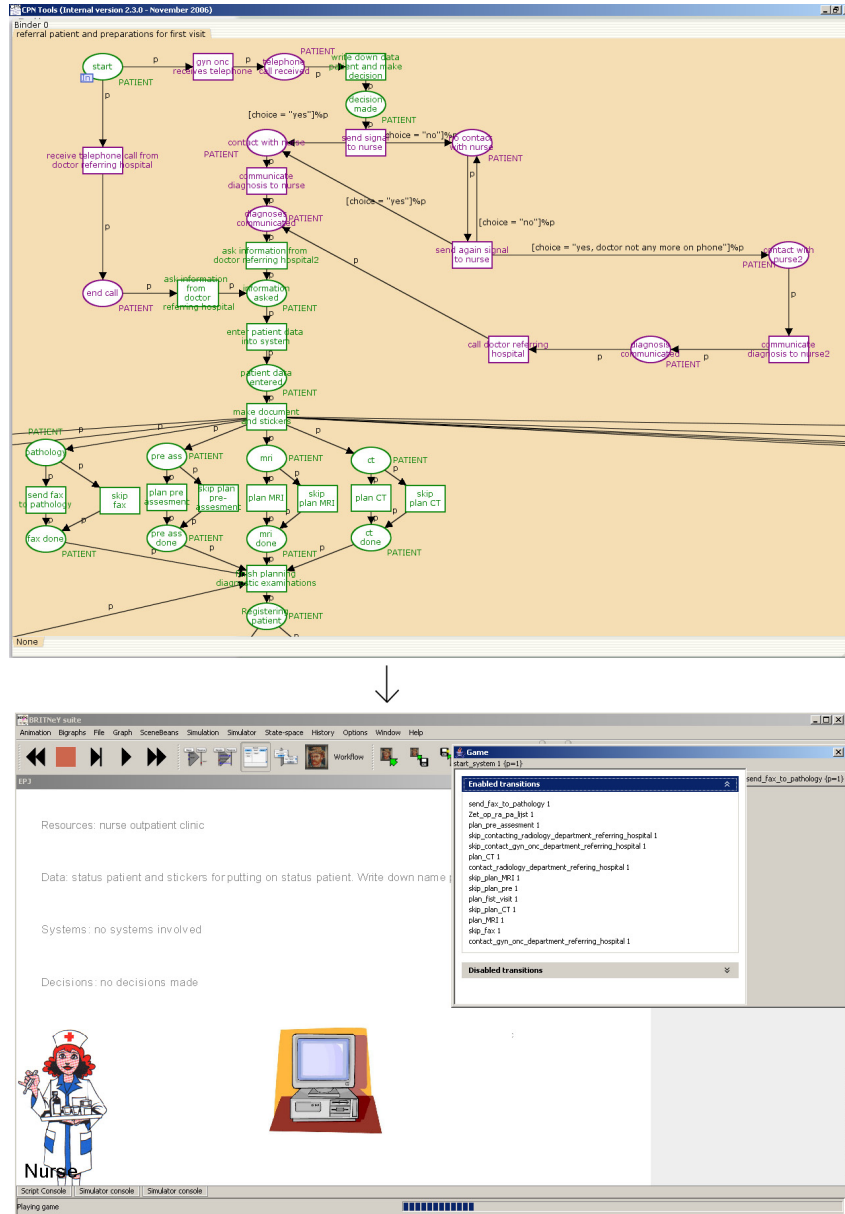 CPN Tools (Internal version 2.3.0 - November 2006)
Binder 0
referral patient and preparations for first visit
start
In
PATIENT
p
gyn onc
receives telephone
p
telephone
call received
PATIENT
p
write down data
patient and make
decision
p
decision
made
PATIENT
p
[choice = "yes"]%p
send signal
to nurse
[choice = "no"]%p
no contact
with nurse
PATIENT
contact with nurse
PATIENT
p
receive telephone call from
doctor referring hospital
p
communicate
diagnosis to nurse
p
p
[choice = "yes"]%p
[choice = "no"]%p
diagnoses
communicated
PATIENT
p
send again signal
to nurse
[choice = "yes, doctor not any more on phone"]%p
contact with
nurse2
PATIENT
p
ask information from
doctor referring hospital2
p
p
end call
PATIENT
p
ask information
from
doctor
referring hospital
p
information
asked
PATIENT
p
p
enter patient data
into system
p
call doctor referring
hospital
p
diagnosis
communicated
PATIENT
p
communicate
diagnosis to nurse2
patient data
entered
PATIENT
p
make document
and stickers
p
p
p
p
PATIENT
pathology
pre ass
PATIENT
mri
PATIENT
ct
PATIENT
p
p
p
p
p
p
p
p
send fax
to pathology
skip
fax
plan pre
assesment
skip plan
pre-
assesment
plan MRI
skip
plan MRI
plan CT
skip
plan CT
p
p
p
p
p
p
p
p
fax done
PATIENT
pre ass
done
PATIENT
mri
done
PATIENT
ct
done
PATIENT
p
p
p
p
finish planning
diagnostic examinations
p
p
Registering
patient
PATIENT
p
p
None
BRITNeY suite
Animation Bigraphs File Graph SceneBeans Simulation Simulator State-space History Options Window Help
Workflow
EPJ
Game
start_system 1 {p=1}
send_fax_to_pathology {p=1}
Enabled transitions
send_fax_to_pathology 1
Zet_op_ra_pa_lijst 1
plan_pre_assesment 1
skip_contacting_radiology_department_referring_hospital 1
skip_contact_gyn_onc_department_referring_hospital 1
plan_CT 1
contact_radiology_department_refering_hospital 1
skip_plan_MRI 1
skip_plan_pre 1
plan_fist_visit 1
skip_plan_CT 1
plan_MRI 1
skip_fax 1
contact_gyn_onc_department_referring_hospital 1
Disabled transitions
Resources: nurse outpatient clinic
Data: status patient and stickers for putting on status patient. Write down name
Systems: no systems involved
Decisions: no decisions made
:
Nurse
Script Console Simulator console Simulator console
Playing game